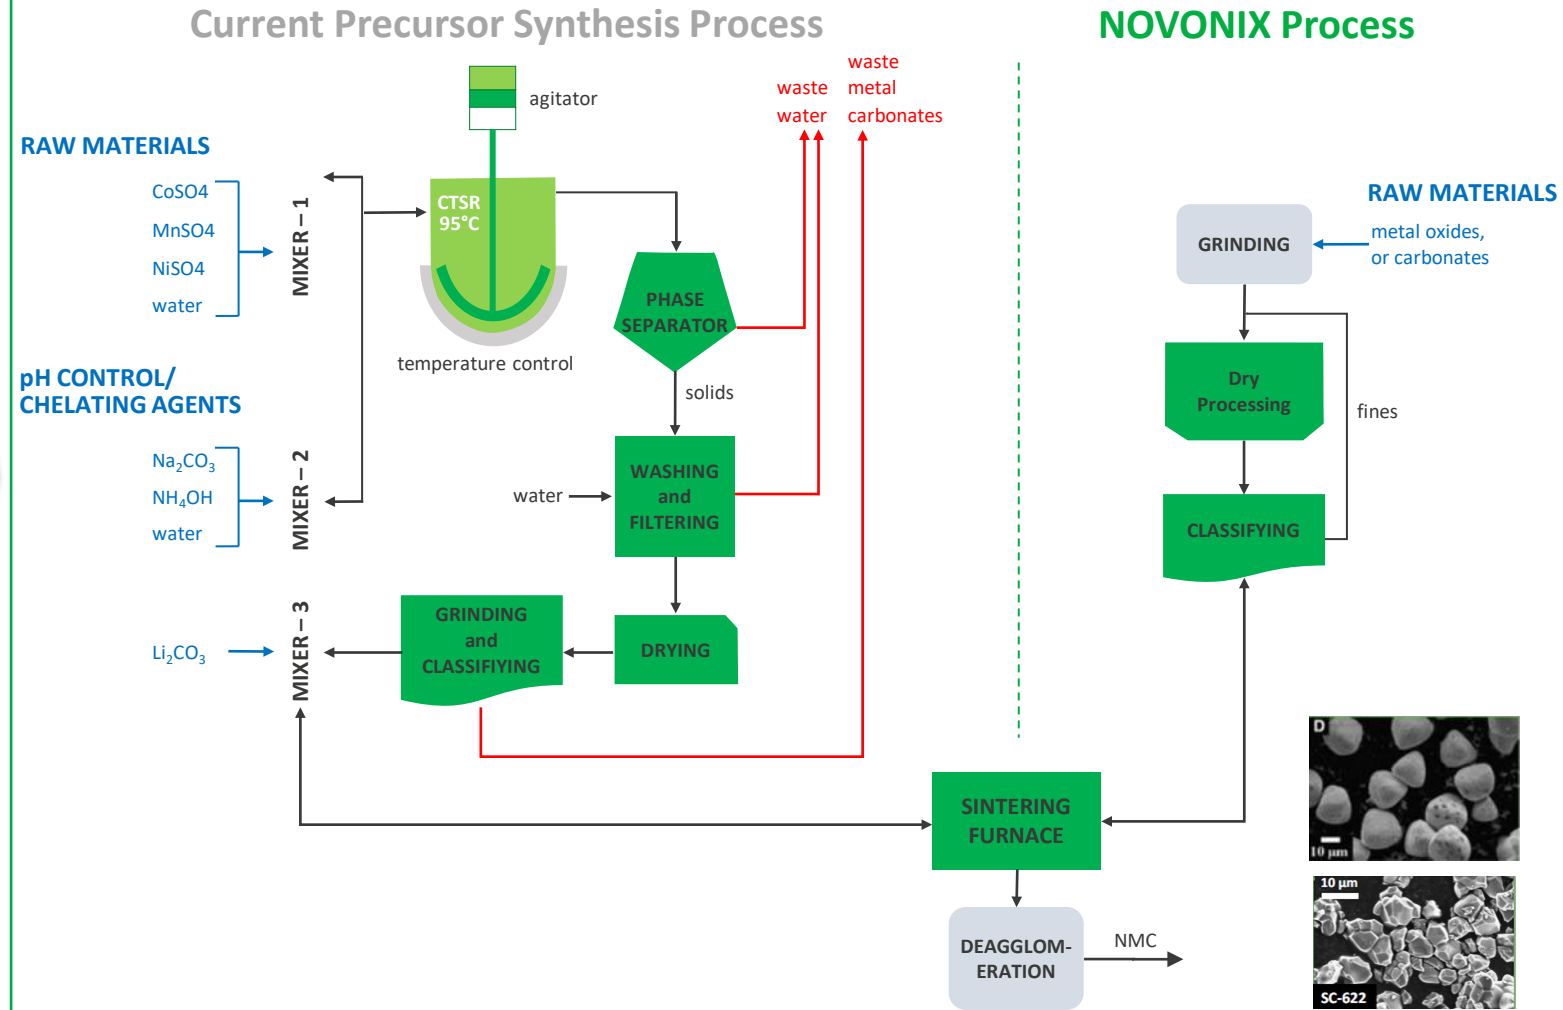 Current Precursor Synthesis Process
NOVONIX Process
agitator
waste
water
waste
metal
carbonates
RAW MATERIALS
CoSO4
MnSO4
NiSO4
water
MIXER – 1
CTSR
95°C
temperature control
PHASE
SEPARATOR
solids
pH CONTROL/
CHELATING AGENTS
Na₂CO₃
NH₄OH
water
MIXER – 2
water
WASHING
and
FILTERING
Li₂CO₃
MIXER – 3
GRINDING
and
CLASSIFIYING
DRYING
RAW MATERIALS
metal oxides,
or carbonates
GRINDING
Dry
Processing
fines
CLASSIFYING
SINTERING
FURNACE
DEAGGLOM-
ERATION
NMC
D
10 µm
10 µm
SC-622